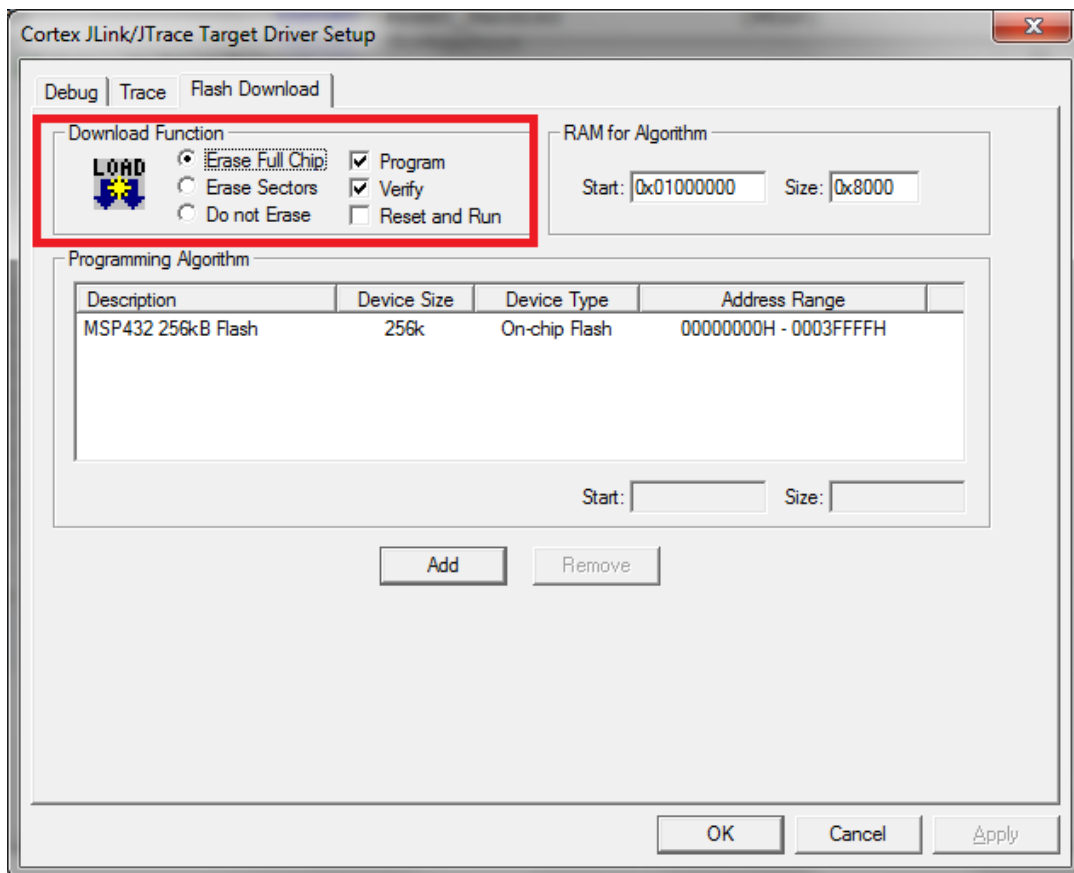 Cortex JLink/JTrace Target Driver Setup
Debug Trace Flash Download
Download Function
LOAD
Erase Full Chip
Erase Sectors
Do not Erase
Program
Verify
Reset and Run
RAM for Algorithm
Start: 0x01000000 Size: 0x8000
Programming Algorithm
Description Device Size Device Type Address Range
MSP432 256kB Flash 256k On-chip Flash 00000000H - 0003FFFFH
Start: Size:
Add Remove
OK Cancel Apply